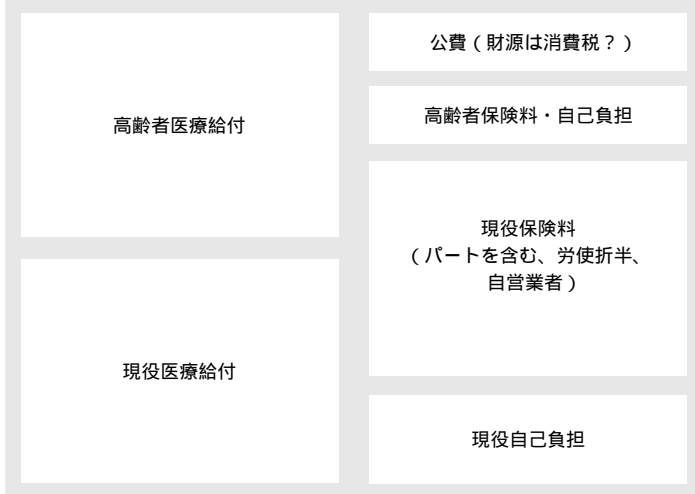 高齢者医療給付
現役医療給付
公費（財源は消費税？）
高齢者保険料・自己負担
現役保険料
（パートを含む、労使折半、
自営業者）
現役自己負担